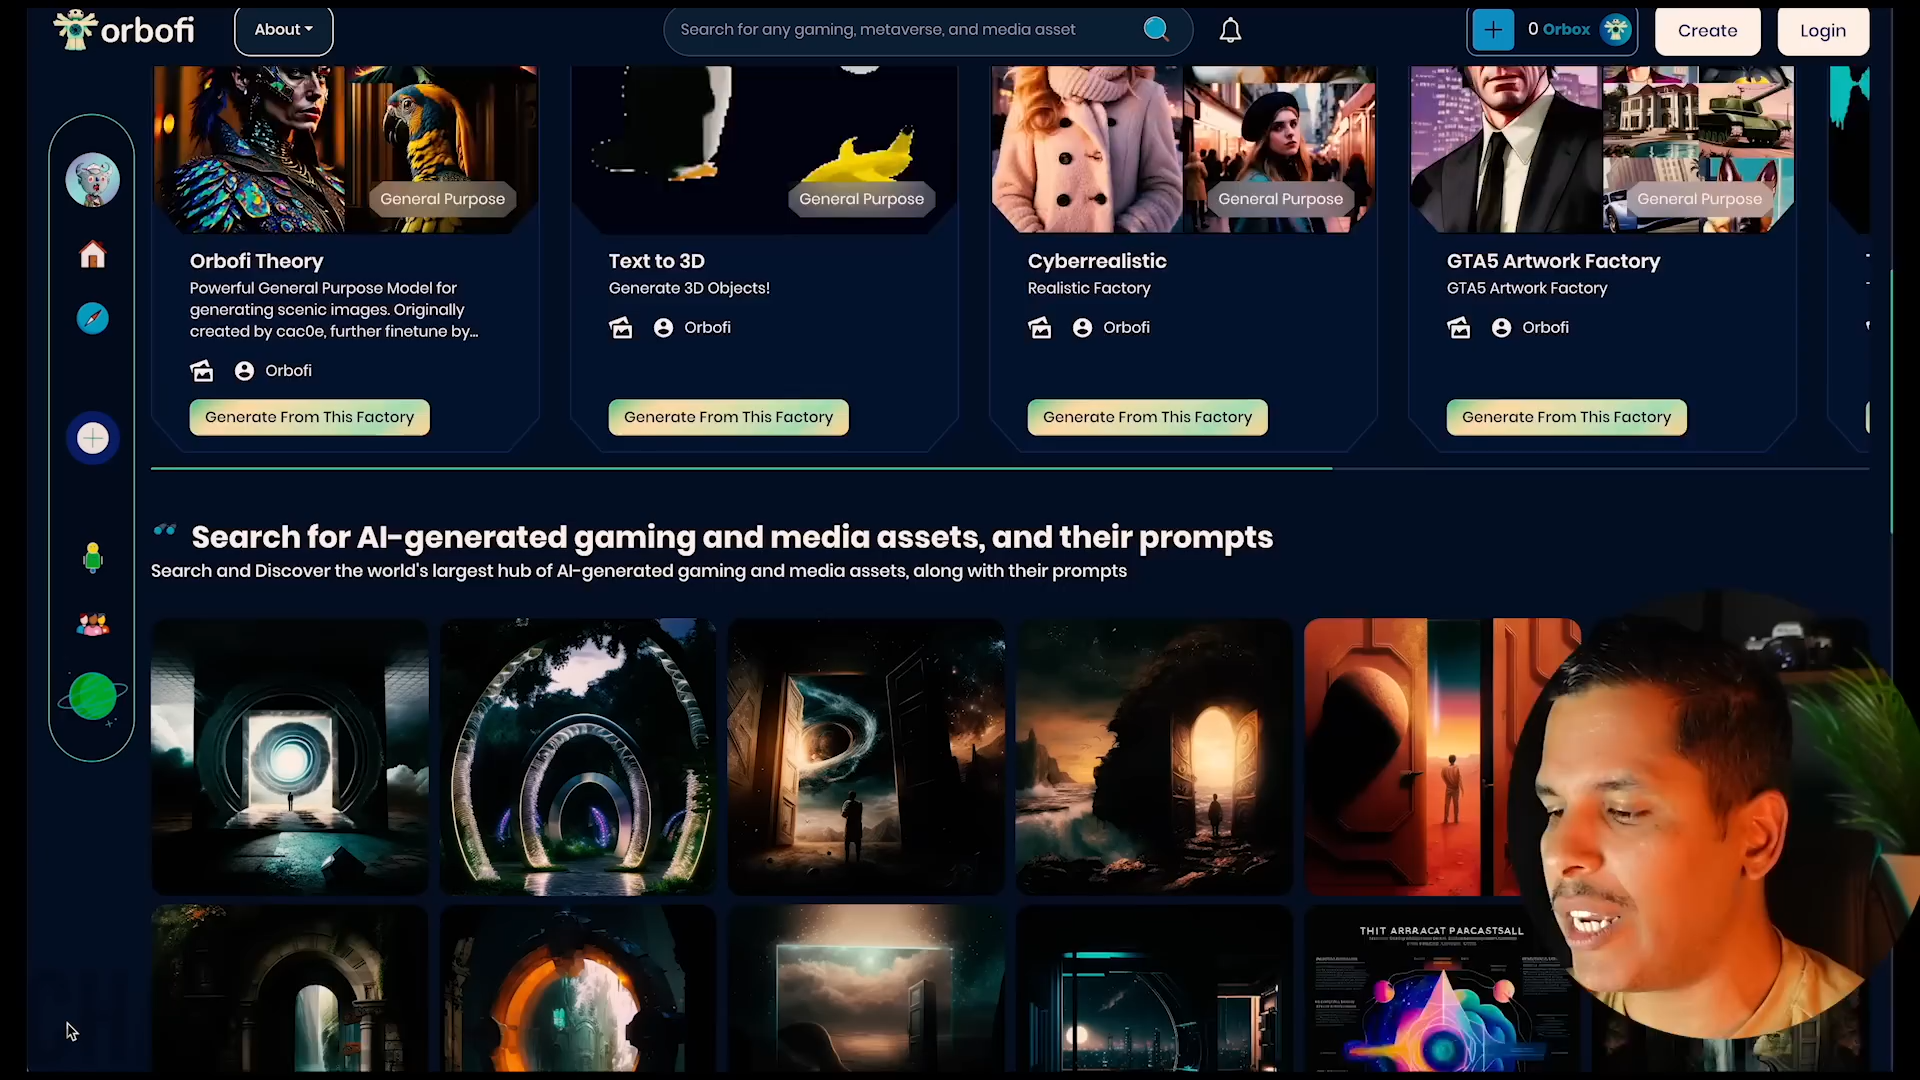 orbofi
About
Search for any gaming, metaverse, and media asset
0 Orbox
Create
Login
General Purpose
General Purpose
General Purpose
General Purpose
Orbofi Theory
Powerful General Purpose Model for
generating scenic images. Originally
created by cac0e, further finetune by...
Orbofi
Generate From This Factory
Text to 3D
Generate 3D Objects!
Orbofi
Generate From This Factory
Cyberrealistic
Realistic Factory
Orbofi
Generate From This Factory
GTA5 Artwork Factory
GTA5 Artwork Factory
Orbofi
Generate From This Factory
Search for AI-generated gaming and media assets, and their prompts
Search and Discover the world's largest hub of AI-generated gaming and media assets, along with their prompts
THIT ARRRACAT PARCASTSALL